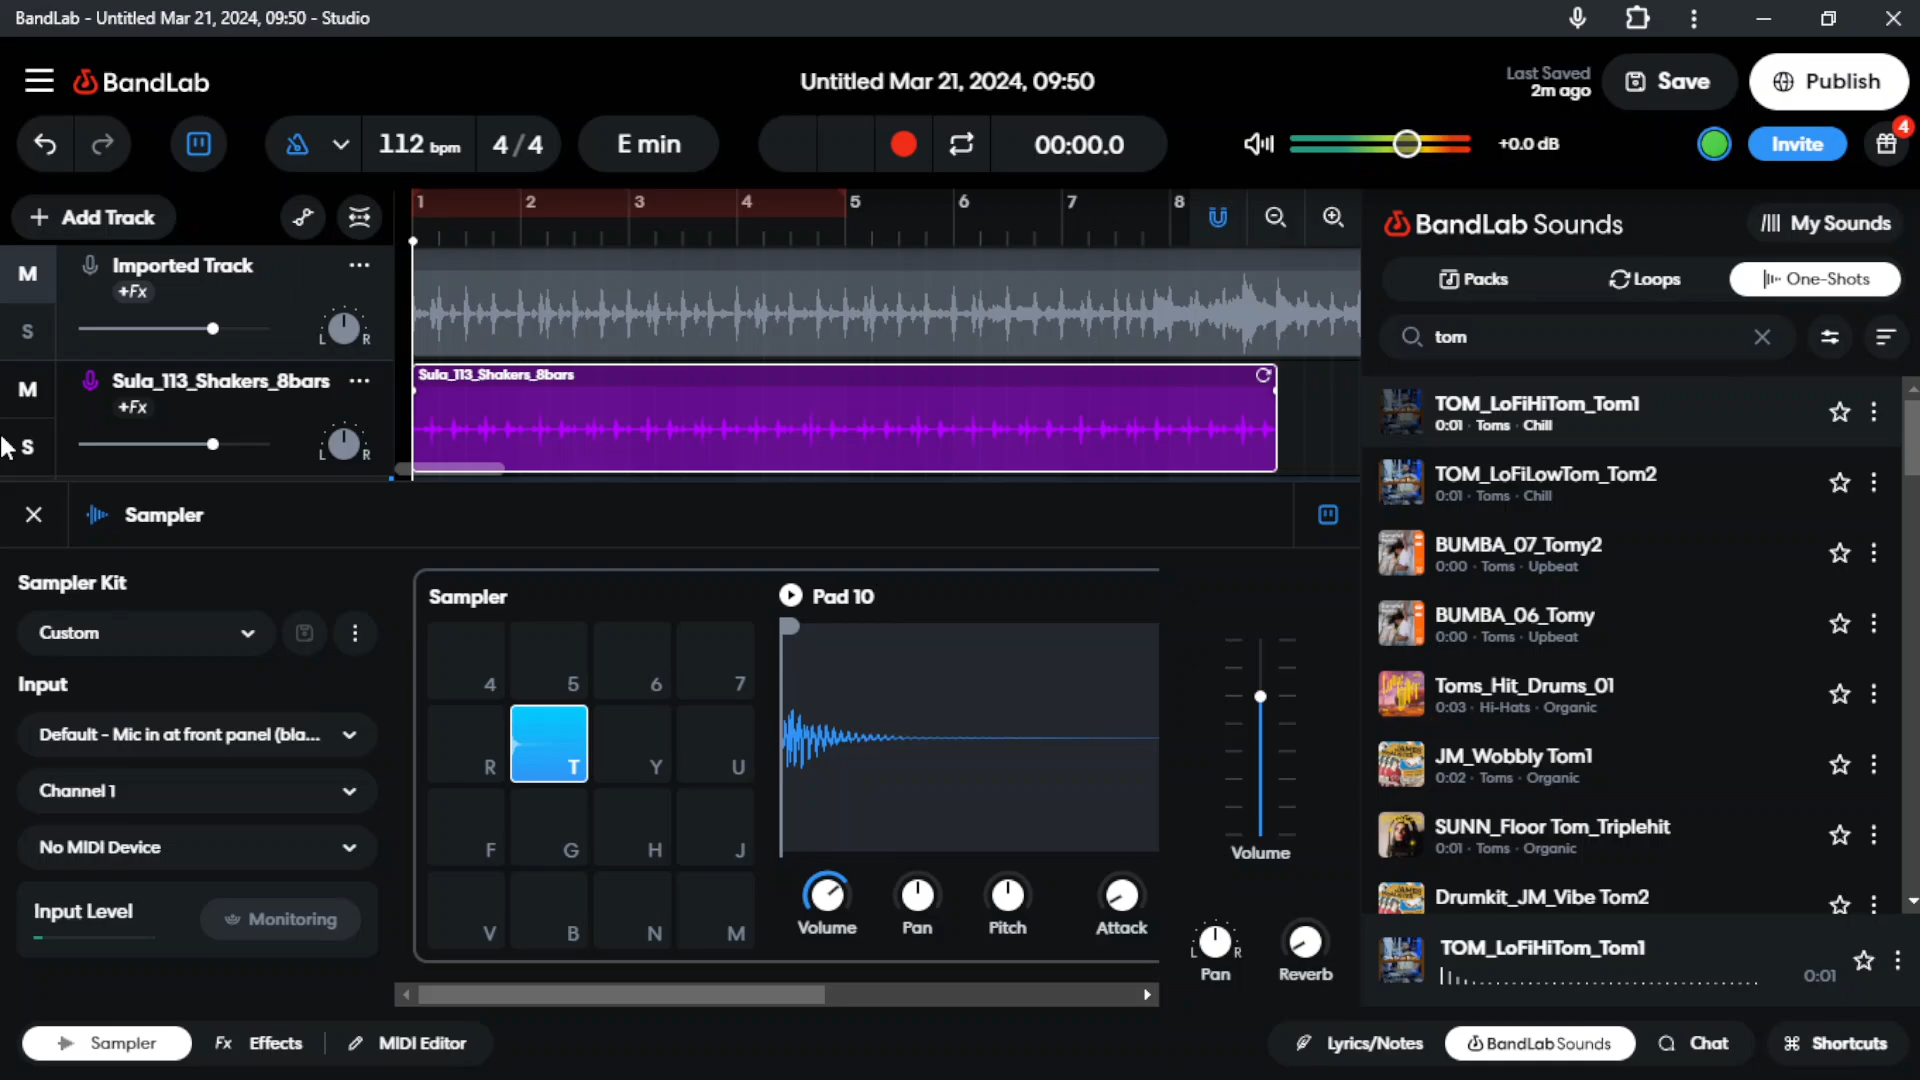 BandLab - Untitled Mar 21, 2024, 09:50 - Studio
BandLab
Untitled Mar 21, 2024, 09:50
Last Saved
2m ago
Save
Publish
112 bpm
4/4
E min
00:00.0
+0.0 dB
Invite
4
+ Add Track
1 2 3 4 5 6 7 8
BandLab Sounds
My Sounds
Packs
Loops
One-Shots
tom
M
Imported Track
+Fx
S
L R
M
Sula_113_Shakers_8bars
+Fx
S
L R
Sula_113_Shakers_8bars
TOM_LoFiHiTom_Tom1
0:01 · Toms · Chill
TOM_LoFiLowTom_Tom2
0:01 · Toms · Chill
BUMBA_07_Tomy2
0:00 · Toms · Upbeat
BUMBA_06_Tomy
0:00 · Toms · Upbeat
Toms_Hit_Drums_01
0:03 · Hi-Hats · Organic
JM_Wobbly Tom1
0:02 · Toms · Organic
SUNN_Floor Tom_Triplehit
0:01 · Toms · Organic
Drumkit_JM_Vibe Tom2
TOM_LoFiHiTom_Tom1
0:01
Sampler
Sampler Kit
Custom
Input
Default - Mic in at front panel (bla...
Channel 1
No MIDI Device
Input Level
Monitoring
Sampler
4 5 6 7
R T Y U
F G H J
V B N M
Pad 10
Volume
Pan
Pitch
Attack
Volume
L R
Pan
Reverb
Sampler
Fx Effects
MIDI Editor
Lyrics/Notes
BandLab Sounds
Chat
Shortcuts